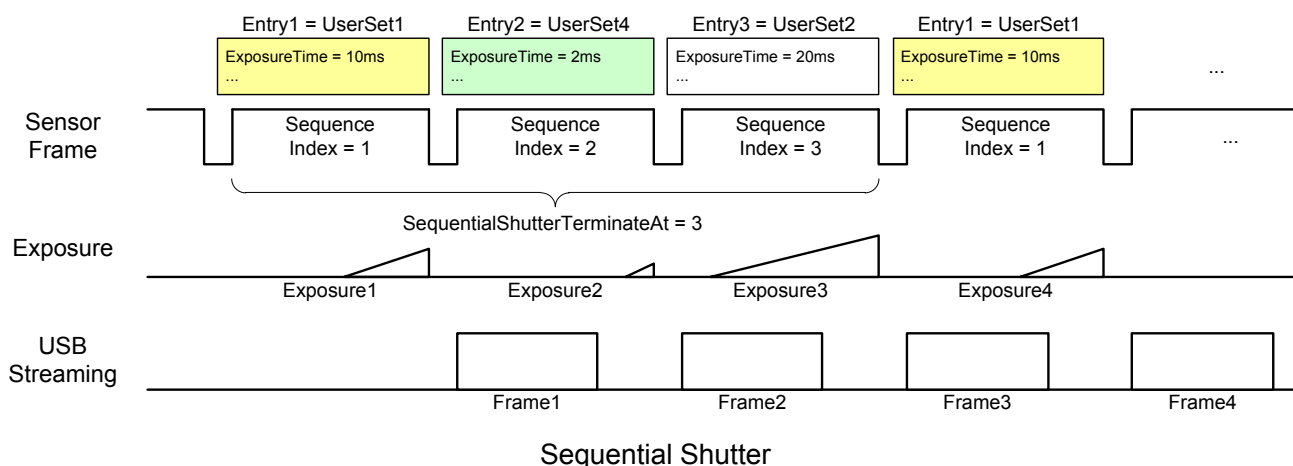 Entry1 = UserSet1
Entry2 = UserSet4
Entry3 = UserSet2
Entry1 = UserSet1
ExposureTime = 10ms
...
ExposureTime = 2ms
...
ExposureTime = 20ms
...
ExposureTime = 10ms
...
...
Sensor
Frame
Sequence
Index = 1
Sequence
Index = 2
Sequence
Index = 3
Sequence
Index = 1
...
SequentialShutterTerminateAt = 3
Exposure
Exposure1
Exposure2
Exposure3
Exposure4
USB
Streaming
Frame1
Frame2
Frame3
Frame4
Sequential Shutter